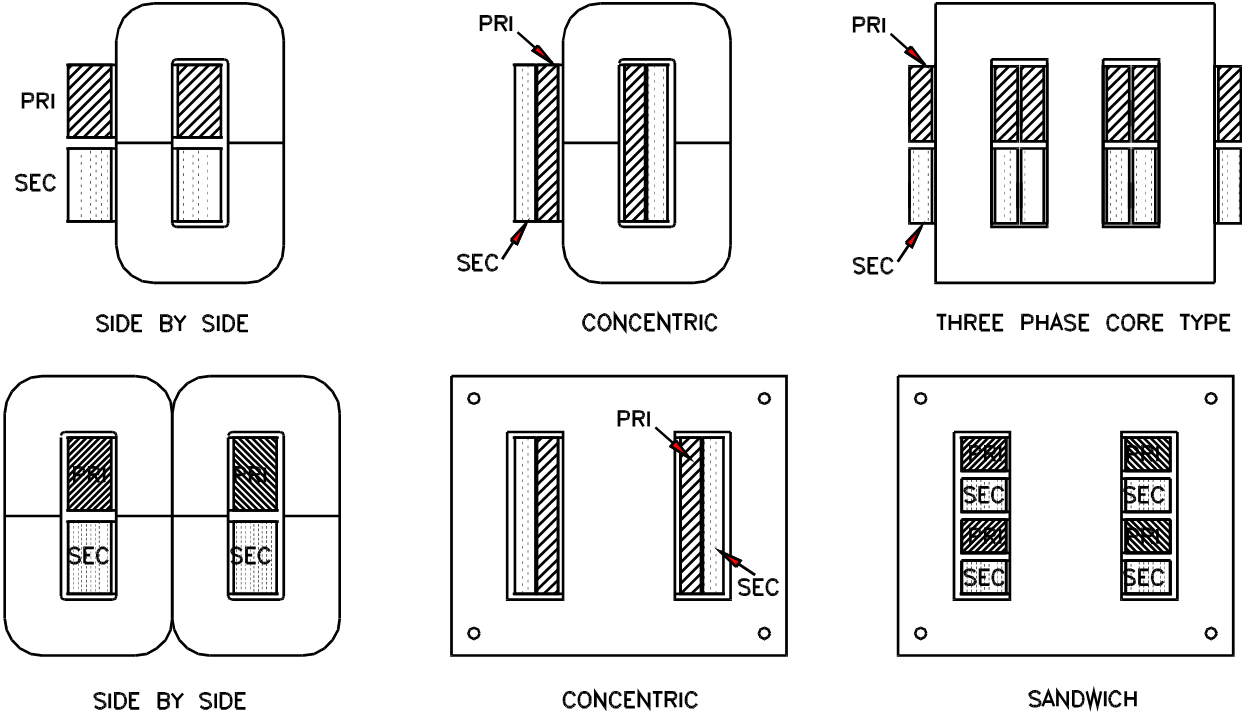 PRI
SEC
SIDE BY SIDE
PRI
SEC
CONCENTRIC
PRI
SEC
THREE PHASE CORE TYPE
PRI
PRI
SEC
SEC
SIDE BY SIDE
PRI
SEC
CONCENTRIC
PRI
PRI
SEC
SEC
PRI
PRI
SEC
SEC
SANDWICH